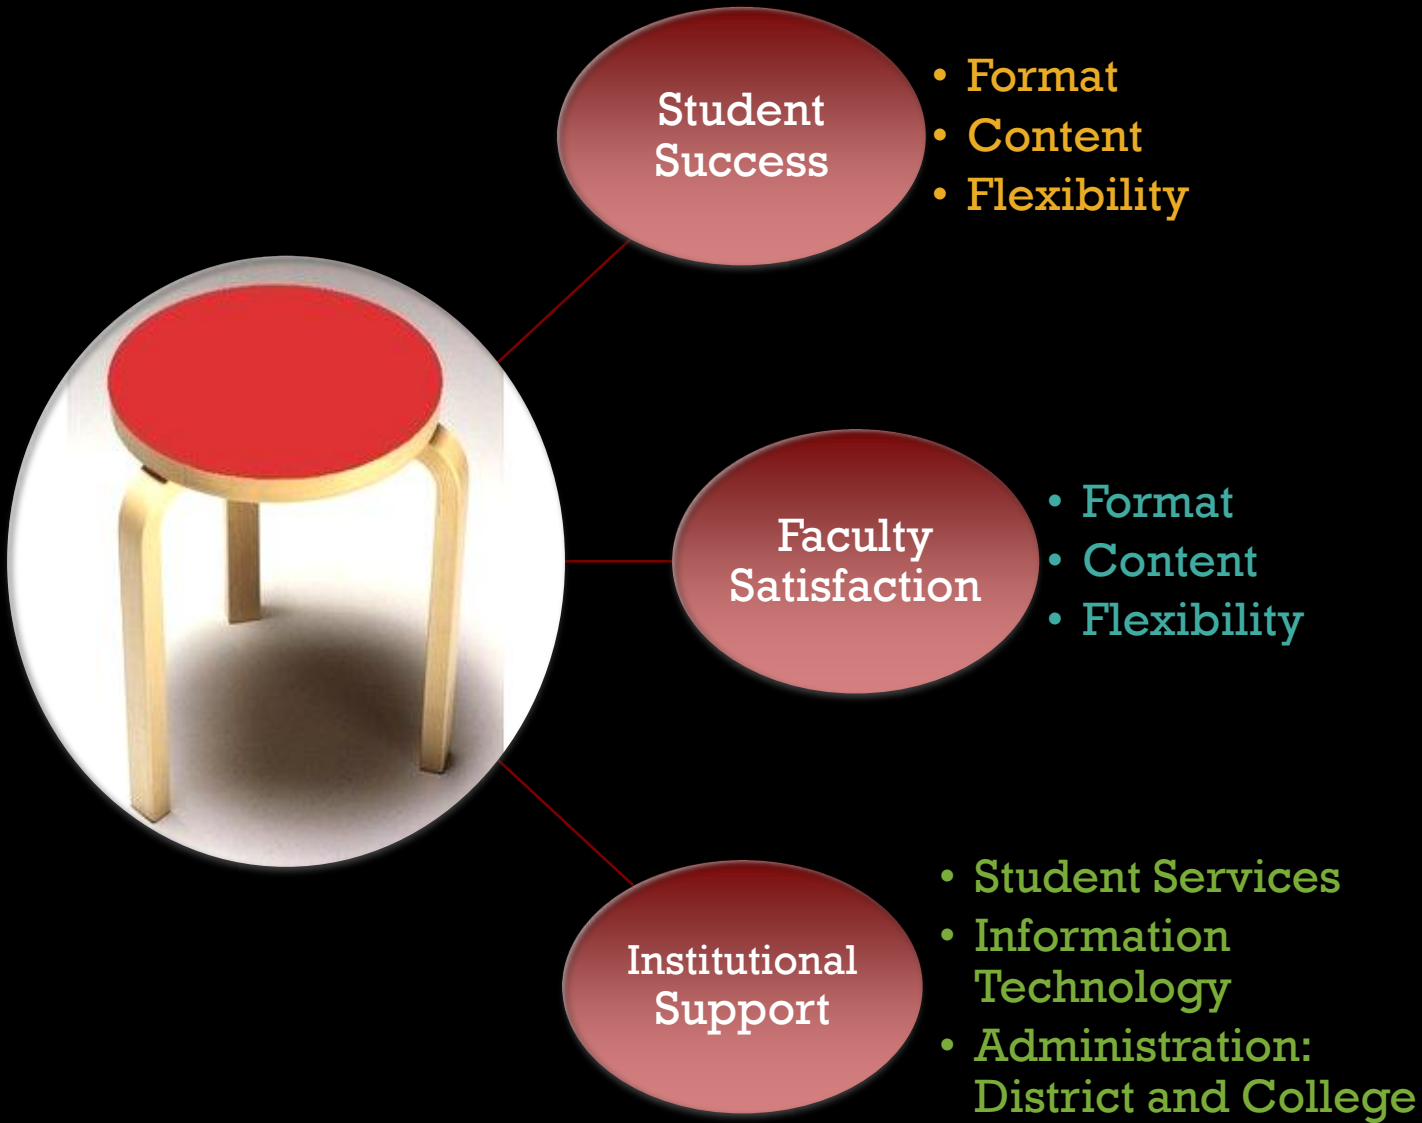 Student
Success
• Format
• Content
• Flexibility
Faculty
Satisfaction
• Format
• Content
• Flexibility
Institutional
Support
• Student Services
• Information
Technology
• Administration:
District and College